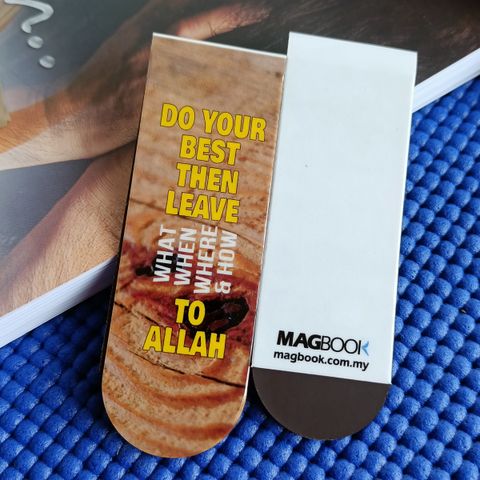 DO YOUR
BEST
THEN
LEAVE
WHAT
WHEN
WHERE
& HOW
TO
ALLAH
MAGBOOK
magbook.com.my
?